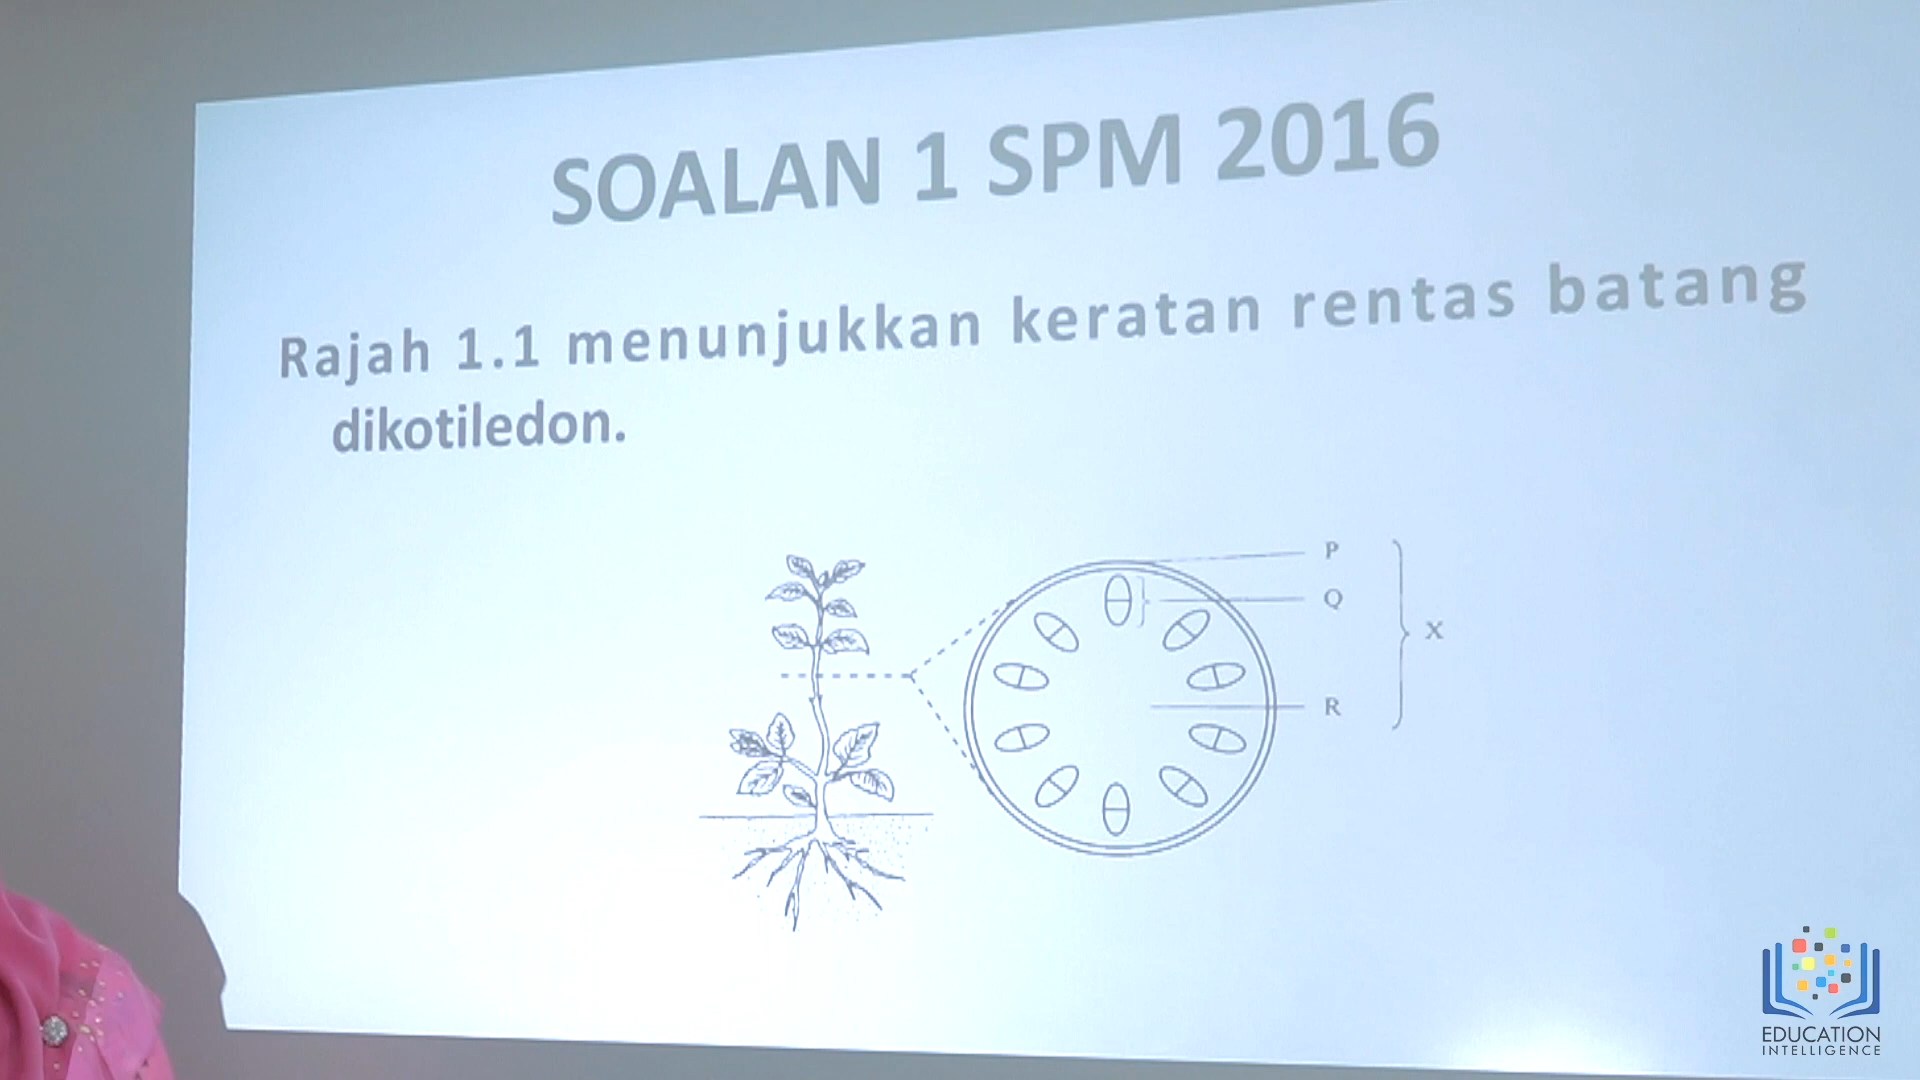 SOALAN 1 SPM 2016
Rajah 1.1 menunjukkan keratan rentas batang
dikotiledon.
P
Q
X
R
EDUCATION
INTELLIGENCE